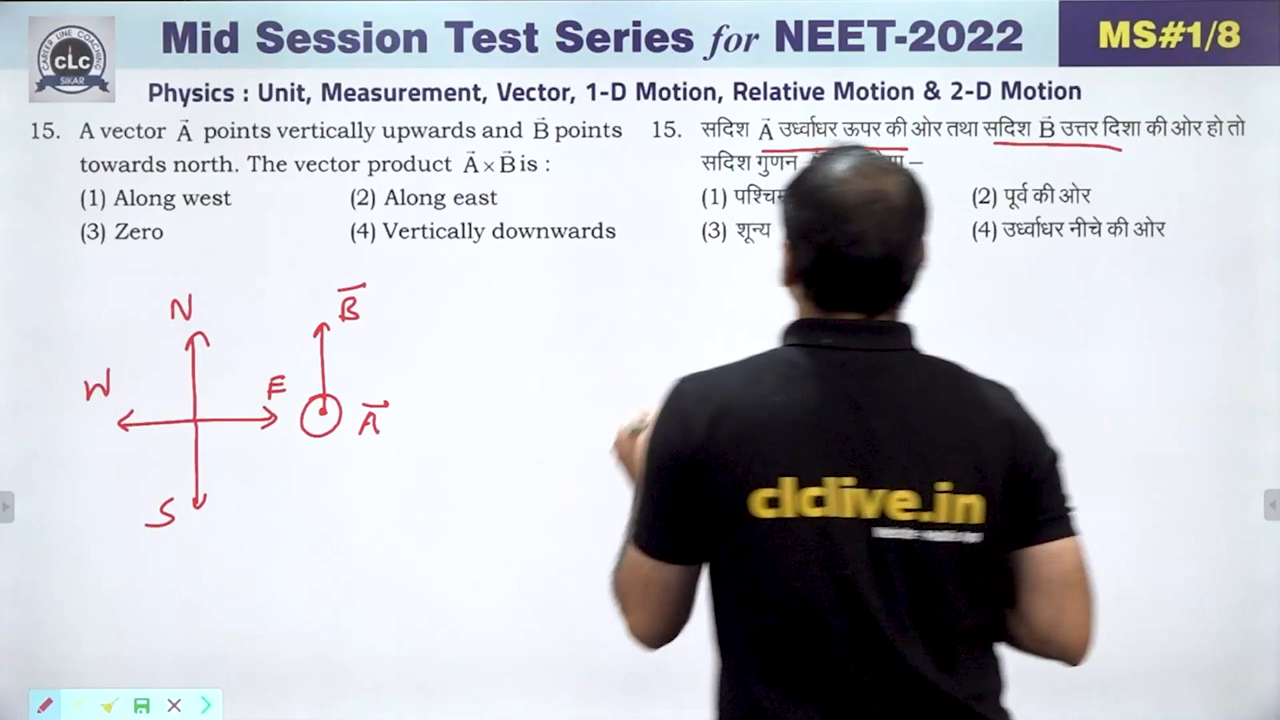 CAREER LINE COACHING
CLC
SIKAR
Mid Session Test Series for NEET-2022
MS#1/8
Physics : Unit, Measurement, Vector, 1-D Motion, Relative Motion & 2-D Motion
15. A vector A⃗ points vertically upwards and B⃗ points
towards north. The vector product A⃗ × B⃗ is :
(1) Along west (2) Along east
(3) Zero (4) Vertically downwards
15. सदिश A⃗ उर्ध्वाधर ऊपर की ओर तथा सदिश B⃗ उत्तर दिशा की ओर हो तो
सदिश गुणन –
(1) (2) पूर्व की ओर
(3) शून्य (4) उर्ध्वाधर नीचे की ओर
N
B⃗
W
E
A⃗
S
clclive.in